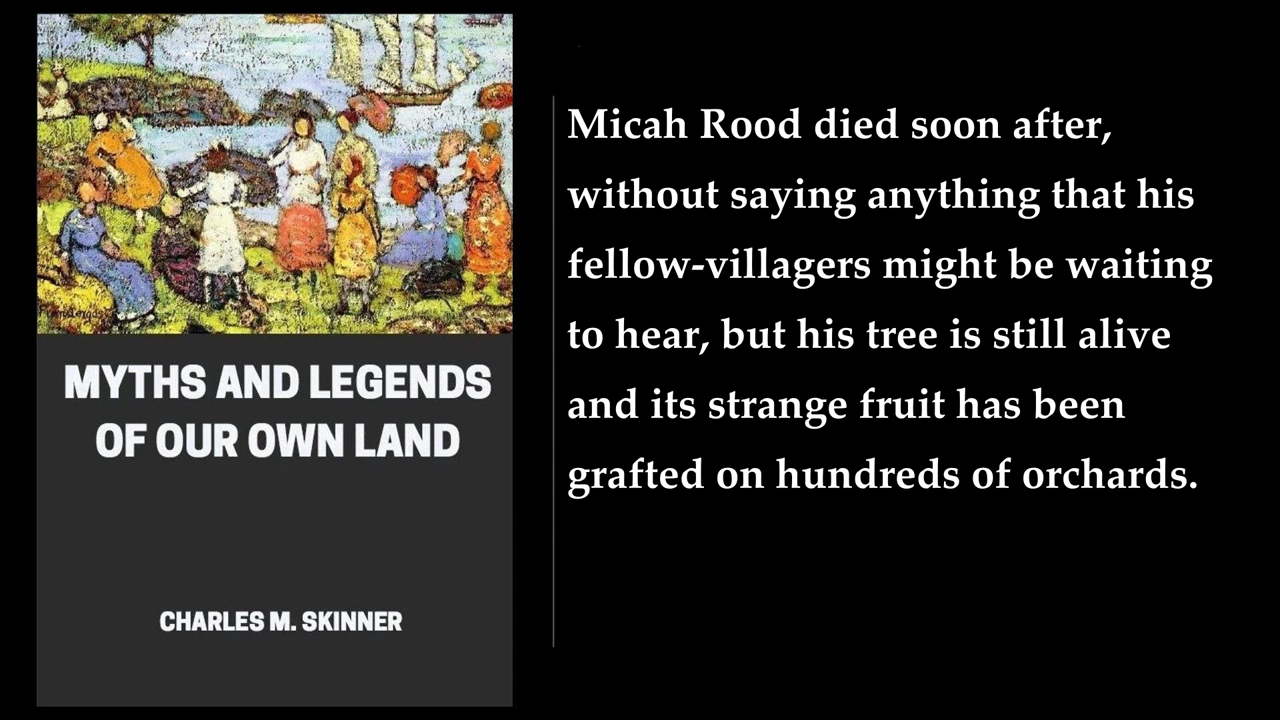 MYTHS AND LEGENDS
OF OUR OWN LAND
CHARLES M. SKINNER
Micah Rood died soon after,
without saying anything that his
fellow-villagers might be waiting
to hear, but his tree is still alive
and its strange fruit has been
grafted on hundreds of orchards.